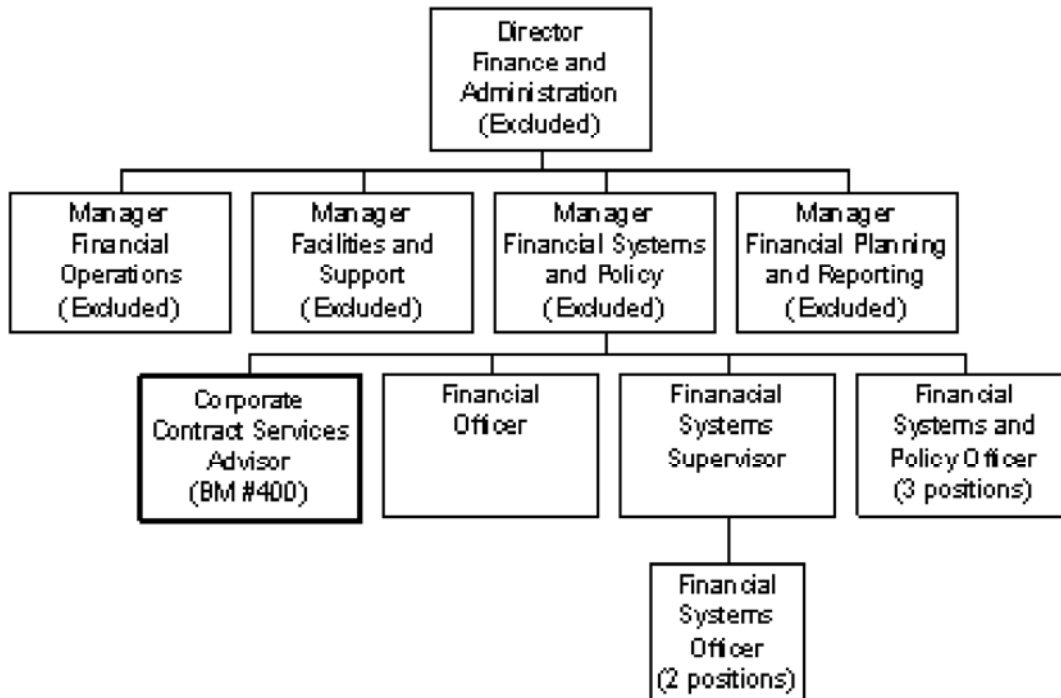 Director
Finance and
Administration
(Excluded)
Manager
Financial
Operations
(Excluded)
Manager
Facilities and
Support
(Excluded)
Manager
Financial Systems
and Policy
(Excluded)
Manager
Financial Planning
and Reporting
(Excluded)
Corporate
Contract Services
Advisor
(BM #400)
Financial
Officer
Finanacial
Systems
Supervisor
Financial
Systems and
Policy Officer
(3 positions)
Financial
Systems
Officer
(2 positions)